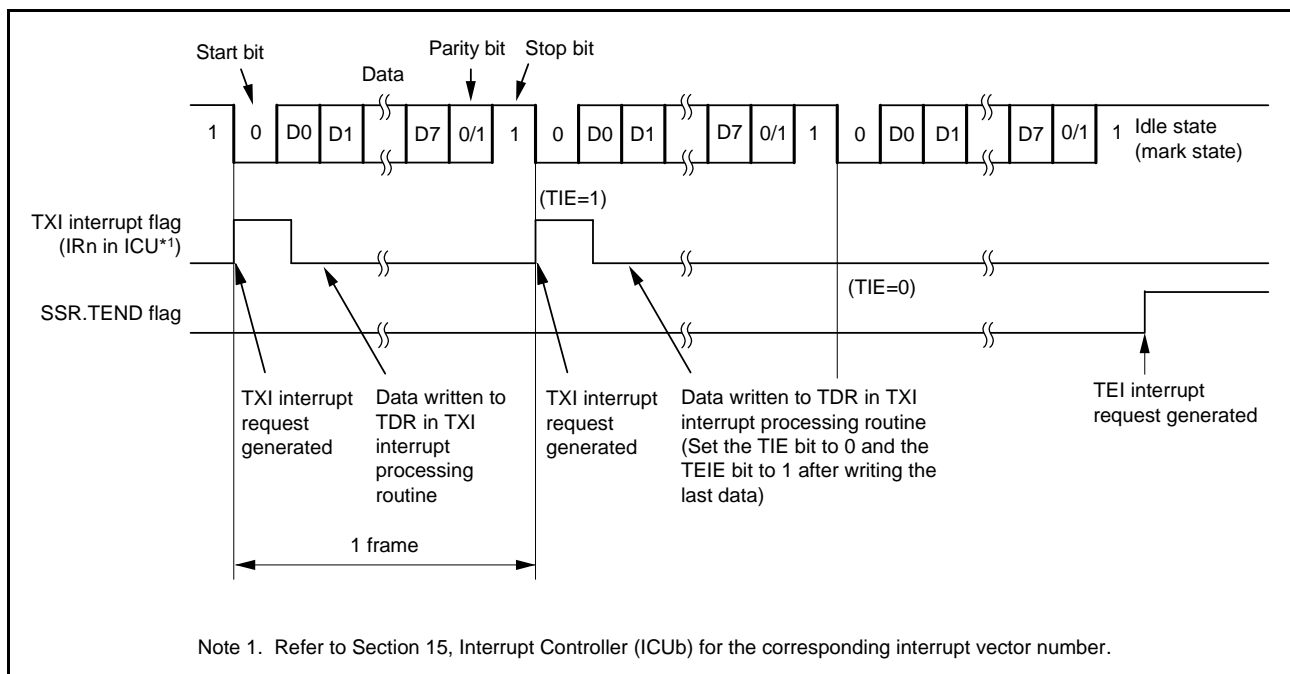 Start bit
Parity bit
Stop bit
Data
1 0 D0 D1 D7 0/1 1 0 D0 D1 D7 0/1 1 0 D0 D1 D7 0/1 1
Idle state
(mark state)
TXI interrupt flag
(IRn in ICU*1)
(TIE=1)
(TIE=0)
SSR.TEND flag
TXI interrupt
request
generated
Data written to
TDR in TXI
interrupt
processing
routine
TXI interrupt
request
generated
Data written to TDR in TXI
interrupt processing routine
(Set the TIE bit to 0 and the
TEIE bit to 1 after writing the
last data)
TEI interrupt
request generated
1 frame
Note 1. Refer to Section 15, Interrupt Controller (ICUb) for the corresponding interrupt vector number.